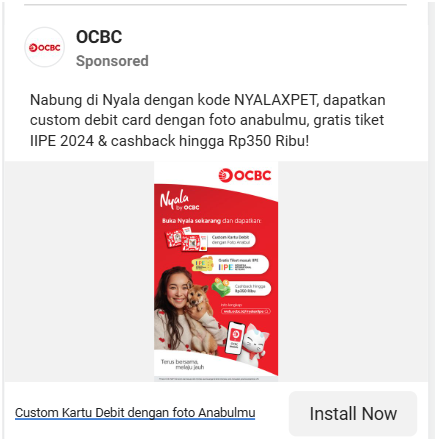 OCBC
OCBC
Sponsored
Nabung di Nyala dengan kode NYALAXPET, dapatkan
custom debit card dengan foto anabulmu, gratis tiket
IIPE 2024 & cashback hingga Rp350 Ribu!
OCBC
Nyala
by OCBC
Buka Nyala sekarang dan dapatkan:
Custom Kartu Debit
dengan Foto Anabul
Gratis Tiket masuk IIPE
IIPE
Cashback hingga
Rp350 Ribu
Terus bersama,
melaju jauh
Custom Kartu Debit dengan foto Anabulmu
Install Now